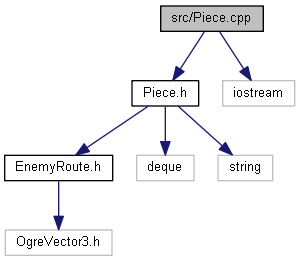 src/Piece.cpp
Piece.h
iostream
EnemyRoute.h
deque
string
OgreVector3.h